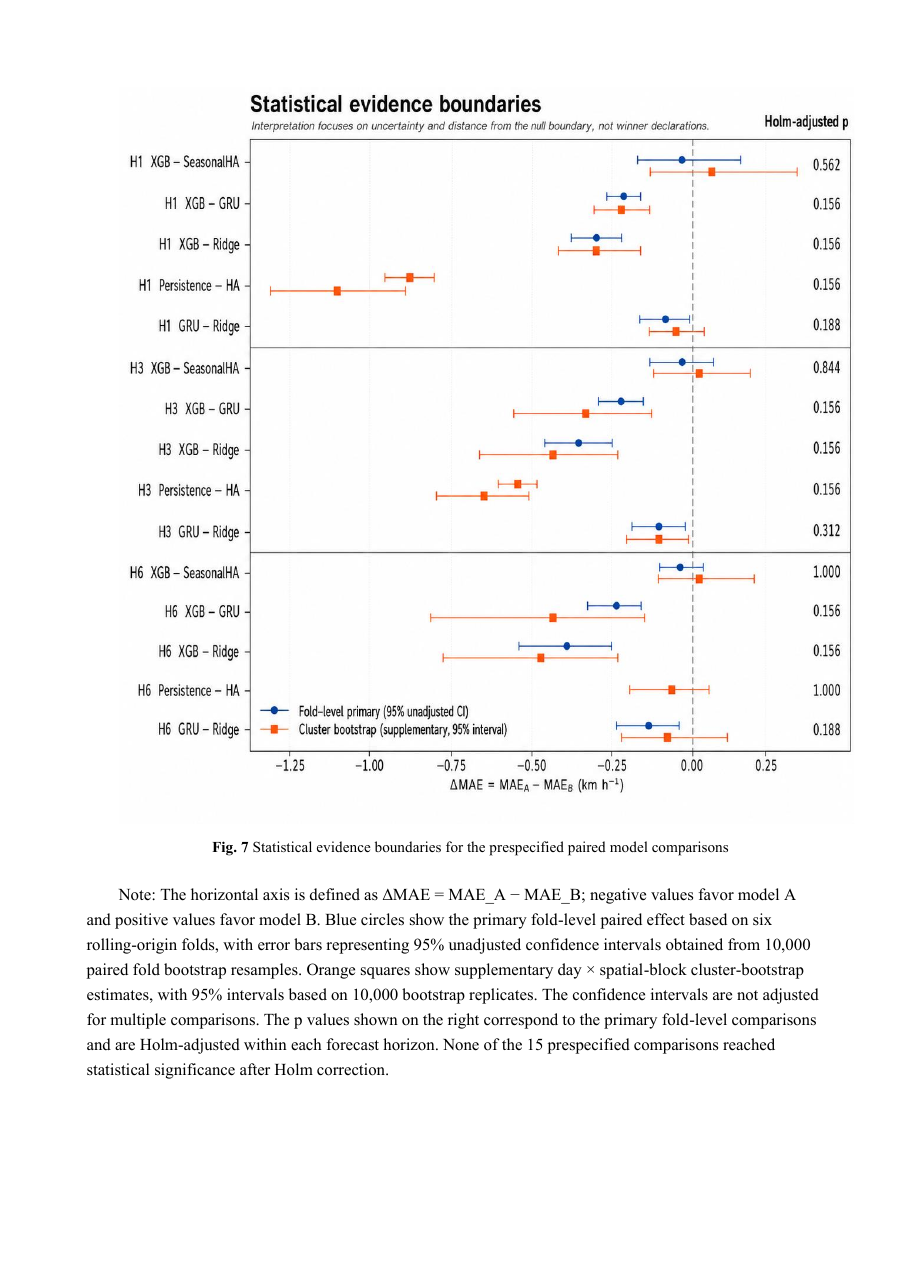 Statistical evidence boundaries
Interpretation focuses on uncertainty and distance from the null boundary, not winner declarations.
Holm-adjusted p
H1 XGB – SeasonalHA 0.562
H1 XGB – GRU 0.156
H1 XGB – Ridge 0.156
H1 Persistence – HA 0.156
H1 GRU – Ridge 0.188
H3 XGB – SeasonalHA 0.844
H3 XGB – GRU 0.156
H3 XGB – Ridge 0.156
H3 Persistence – HA 0.156
H3 GRU – Ridge 0.312
H6 XGB – SeasonalHA 1.000
H6 XGB – GRU 0.156
H6 XGB – Ridge 0.156
H6 Persistence – HA 1.000
H6 GRU – Ridge 0.188
Fold–level primary (95% unadjusted CI)
Cluster bootstrap (supplementary, 95% interval)
−1.25 −1.00 −0.75 −0.50 −0.25 0.00 0.25
ΔMAE = MAE_A − MAE_B (km h⁻¹)
Fig. 7 Statistical evidence boundaries for the prespecified paired model comparisons
Note: The horizontal axis is defined as ΔMAE = MAE_A − MAE_B; negative values favor model A
and positive values favor model B. Blue circles show the primary fold-level paired effect based on six
rolling-origin folds, with error bars representing 95% unadjusted confidence intervals obtained from 10,000
paired fold bootstrap resamples. Orange squares show supplementary day × spatial-block cluster-bootstrap
estimates, with 95% intervals based on 10,000 bootstrap replicates. The confidence intervals are not adjusted
for multiple comparisons. The p values shown on the right correspond to the primary fold-level comparisons
and are Holm-adjusted within each forecast horizon. None of the 15 prespecified comparisons reached
statistical significance after Holm correction.